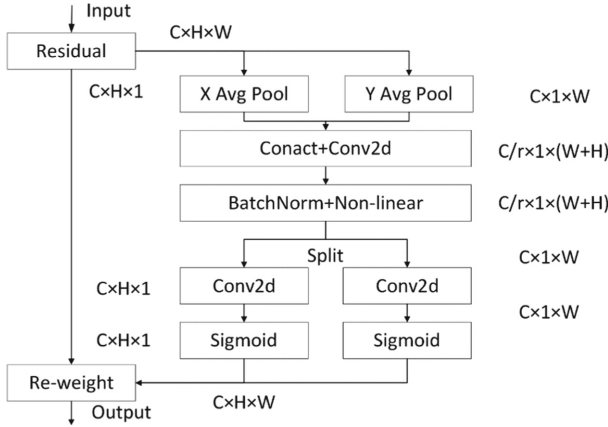 Input
Residual
C×H×W
C×H×1
X Avg Pool
Y Avg Pool
C×1×W
Conact+Conv2d
C/r×1×(W+H)
BatchNorm+Non-linear
C/r×1×(W+H)
Split
C×1×W
C×H×1
Conv2d
Conv2d
C×1×W
C×H×1
Sigmoid
Sigmoid
Re-weight
C×H×W
Output